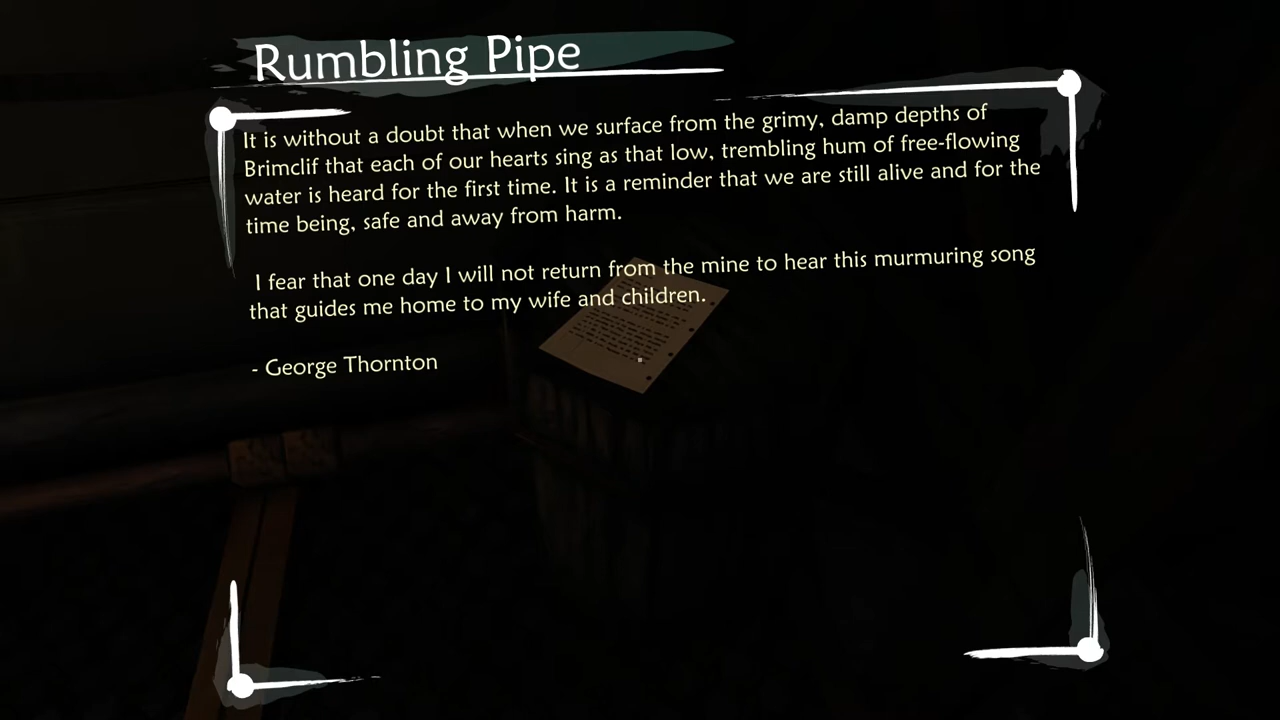 Rumbling Pipe
It is without a doubt that when we surface from the grimy, damp depths of
Brimclif that each of our hearts sing as that low, trembling hum of free-flowing
water is heard for the first time. It is a reminder that we are still alive and for the
time being, safe and away from harm.
I fear that one day I will not return from the mine to hear this murmuring song
that guides me home to my wife and children.
- George Thornton